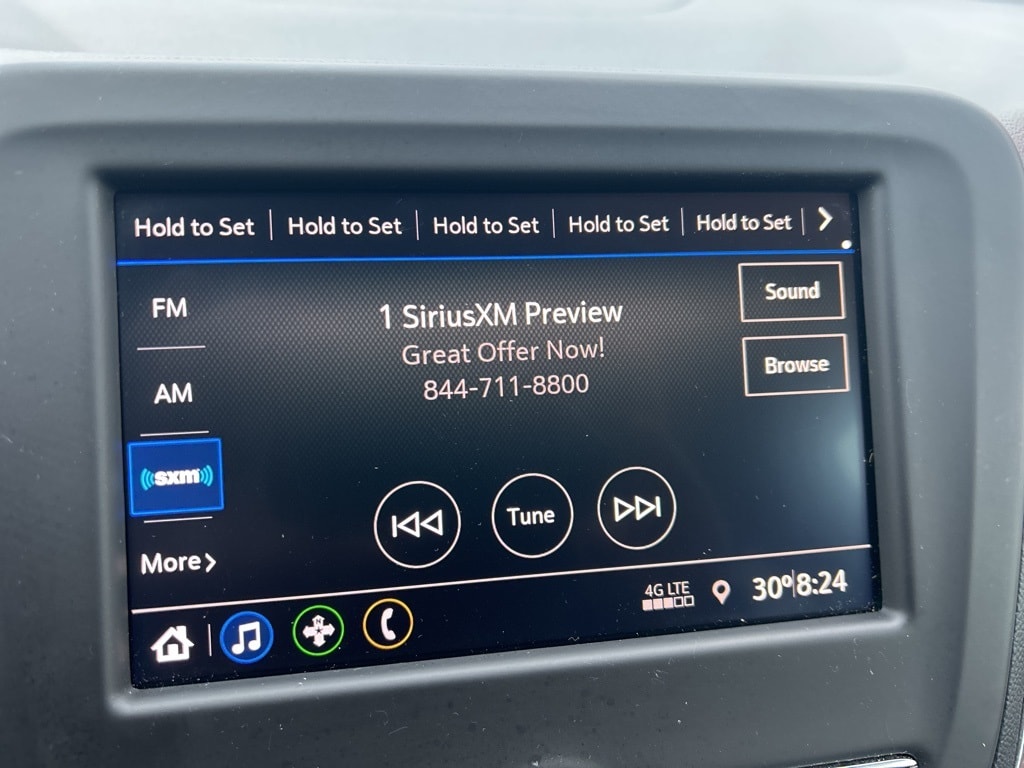 Hold to Set Hold to Set Hold to Set Hold to Set Hold to Set
FM
1 SiriusXM Preview
Sound
Great Offer Now!
844-711-8800
Browse
AM
sxm
Tune
More
4G LTE
30° 8:24
N